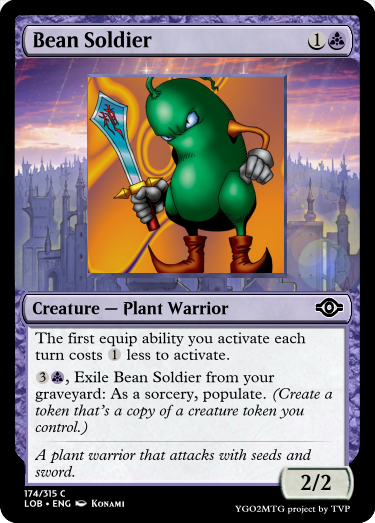 Bean Soldier 1
Creature — Plant Warrior
The first equip ability you activate each
turn costs 1 less to activate.
3, Exile Bean Soldier from your
graveyard: As a sorcery, populate. (Create a
token that's a copy of a creature token you
control.)
A plant warrior that attacks with seeds and
sword.
2/2
174/315 C
LOB • ENG KONAMI
YGO2MTG project by TVP